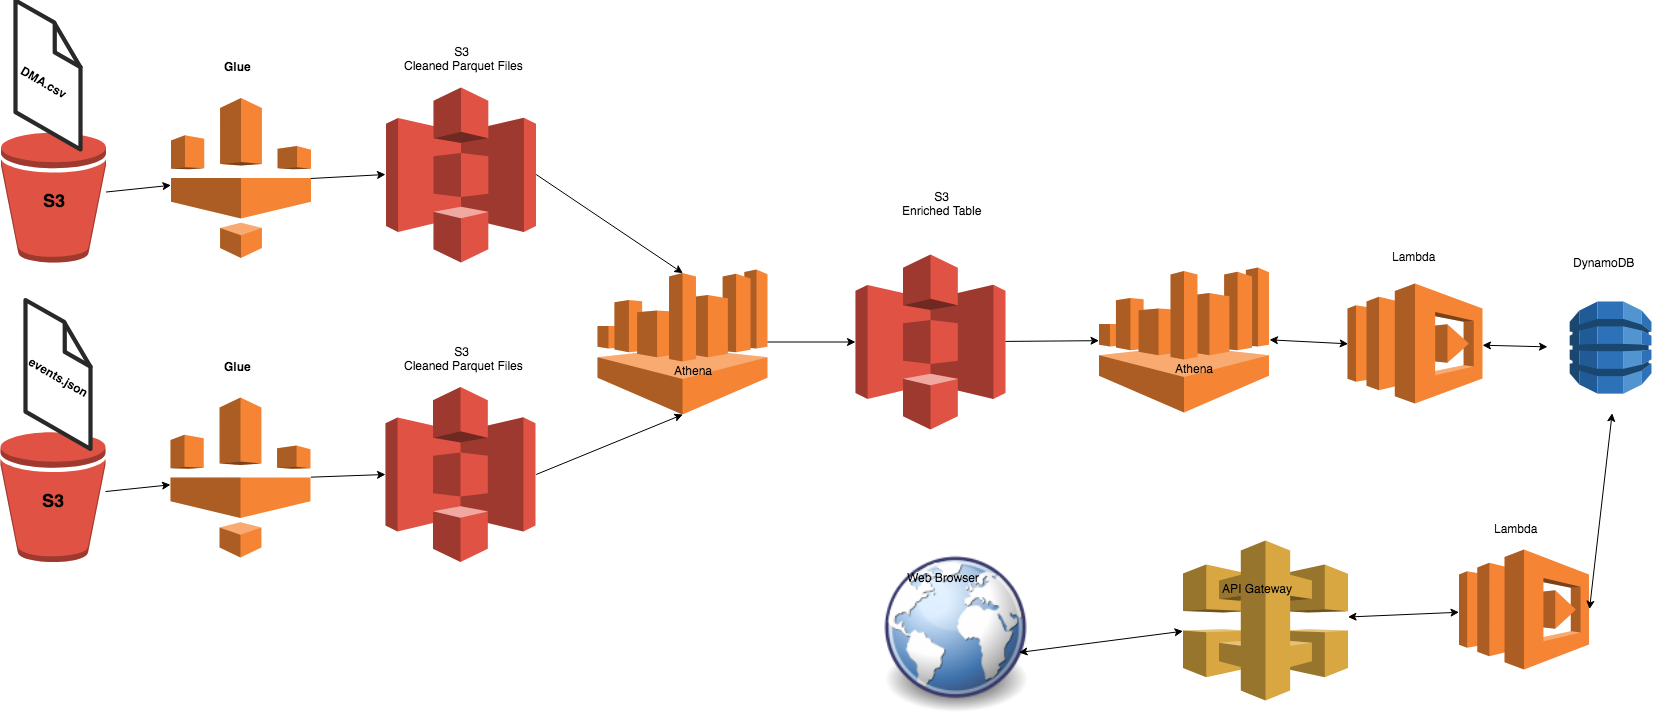 DMA.csv
S3
Glue
S3
Cleaned Parquet Files
events.json
S3
Glue
S3
Cleaned Parquet Files
Athena
S3
Enriched Table
Athena
Lambda
DynamoDB
Lambda
API Gateway
Web Browser